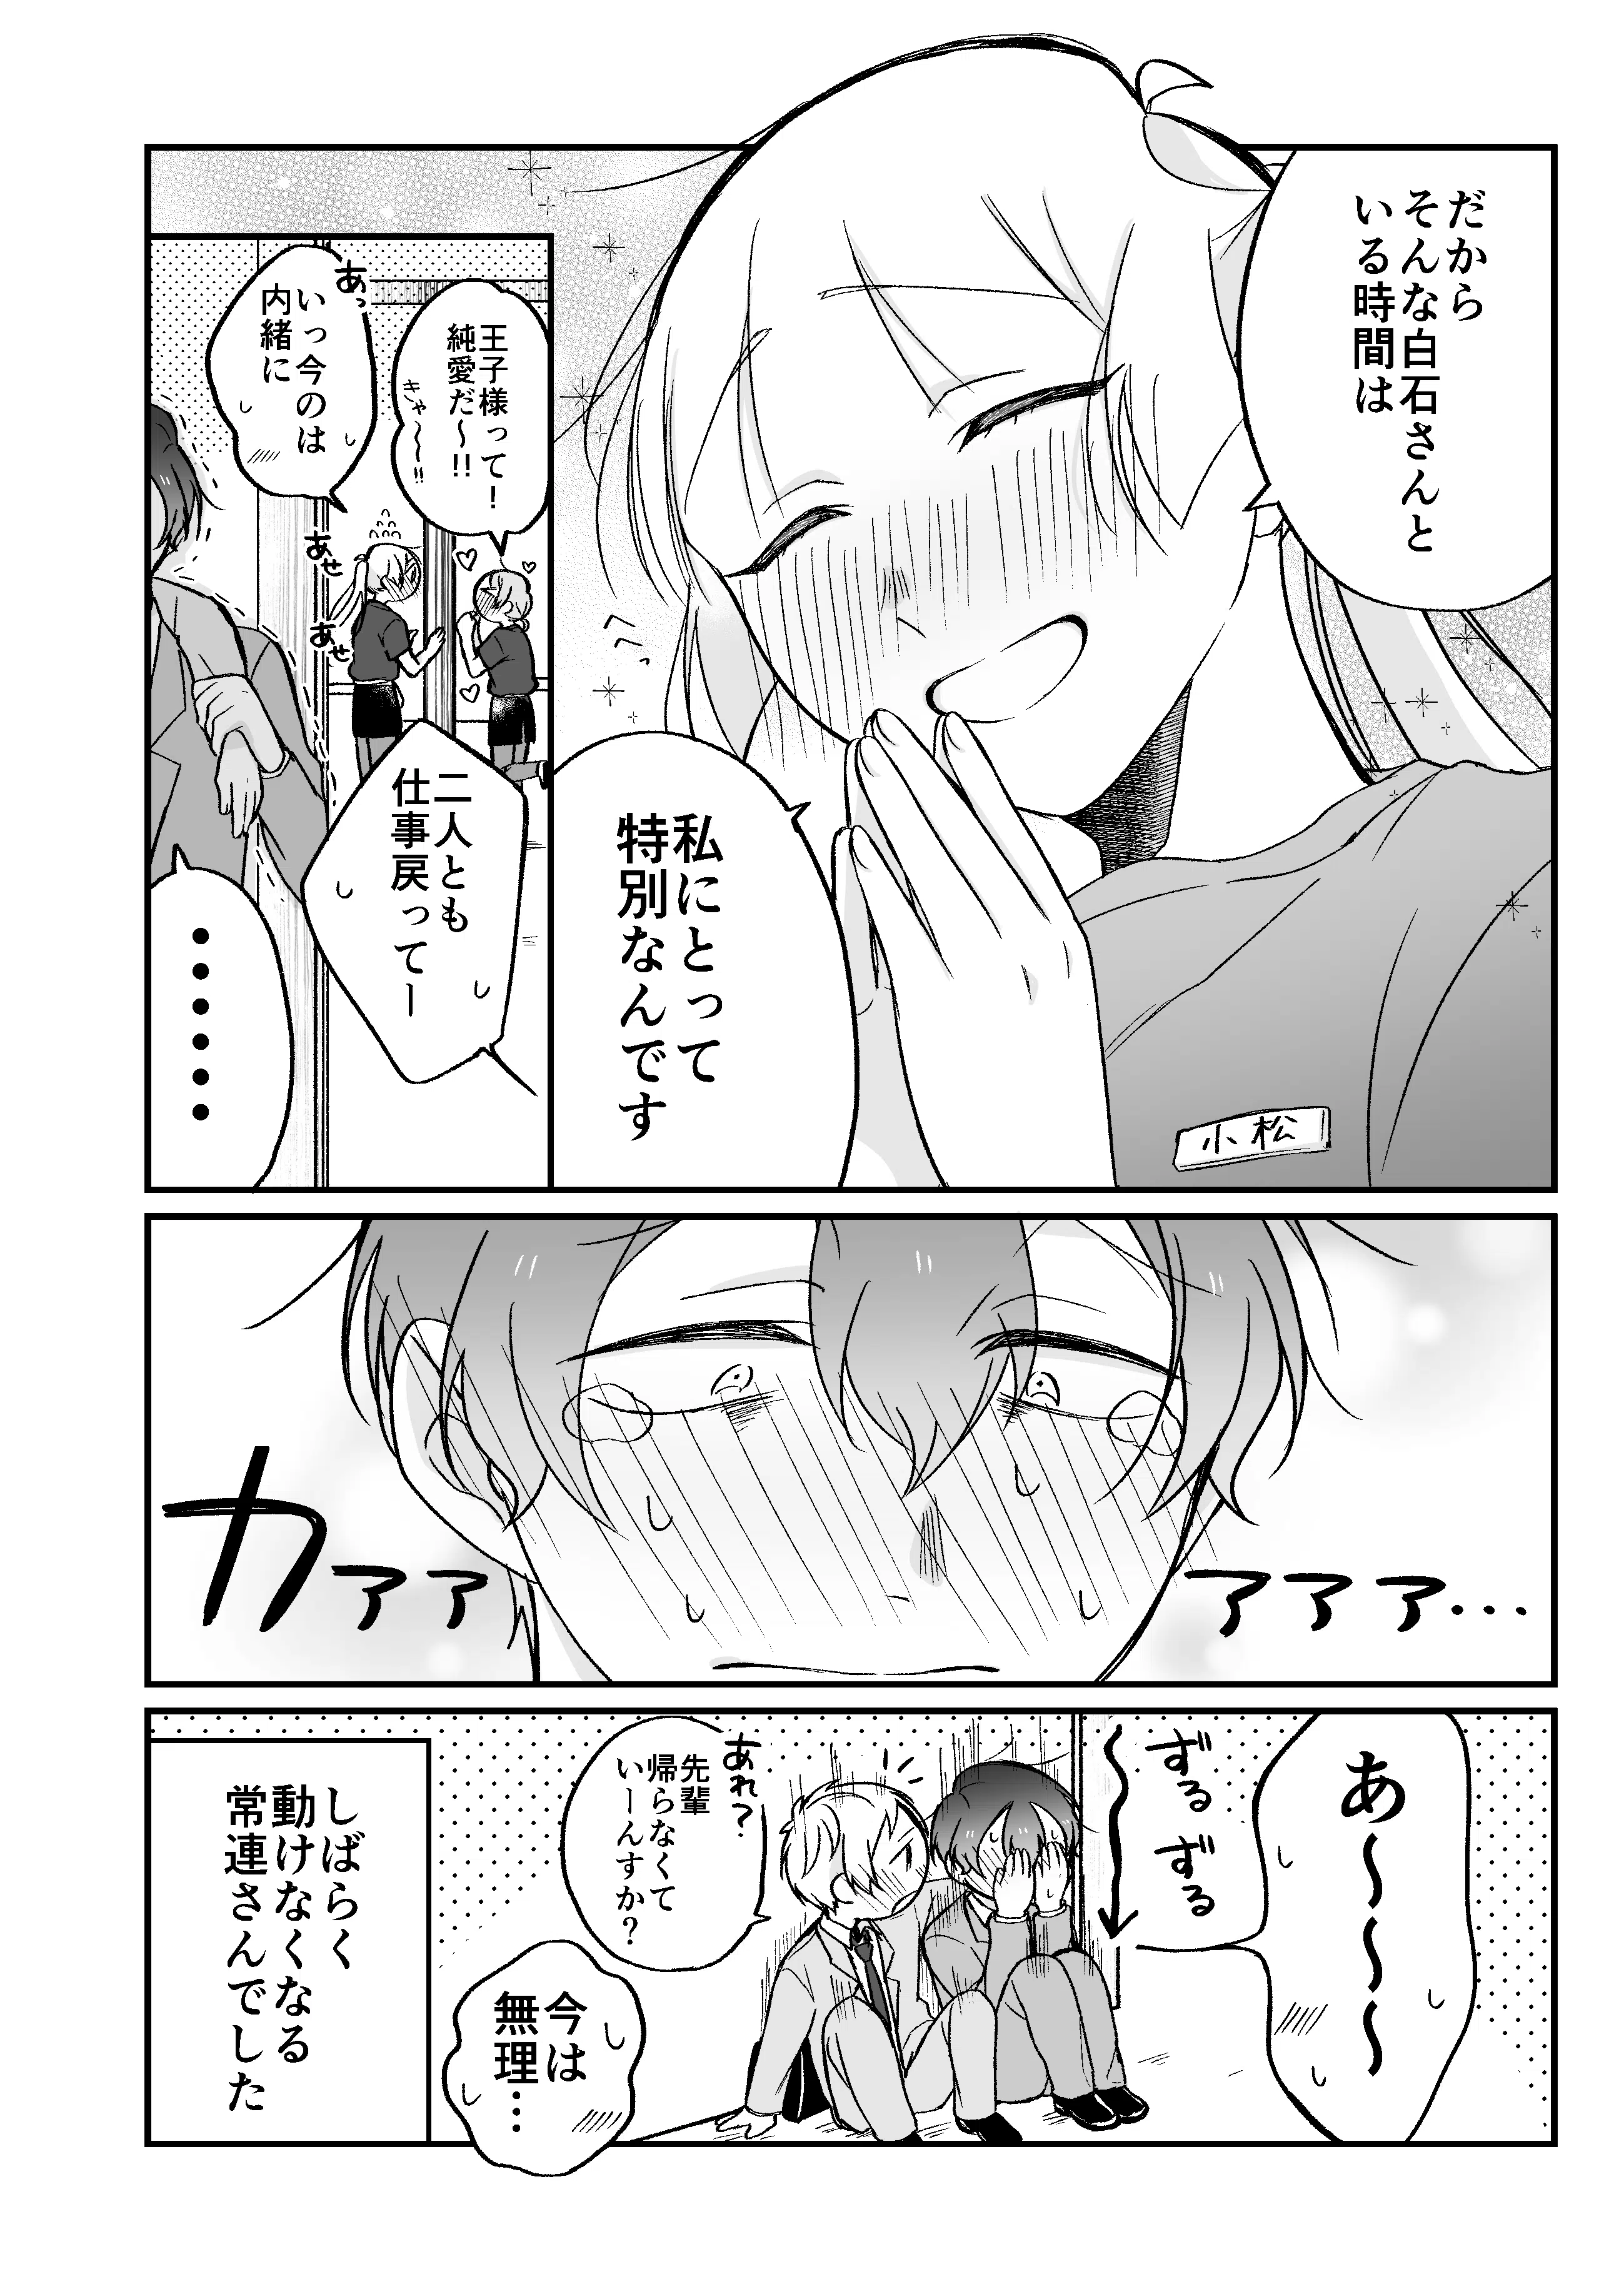 だから
そんな白石さんと
いる時間は
私にとって
特別なんです
へへっ
小松
王子様って！
純愛だ〜!!
きゃ〜〜!!
あっ
いっ今のは
内緒に
あせ
あせ
二人とも
仕事戻ってー
・・・・・・
カァァァァァ…
あ〜〜〜
ずる
ずる
あれ？
先輩
帰らなくて
いーんすか？
今は
無理…
しばらく
動けなくなる
常連さんでした